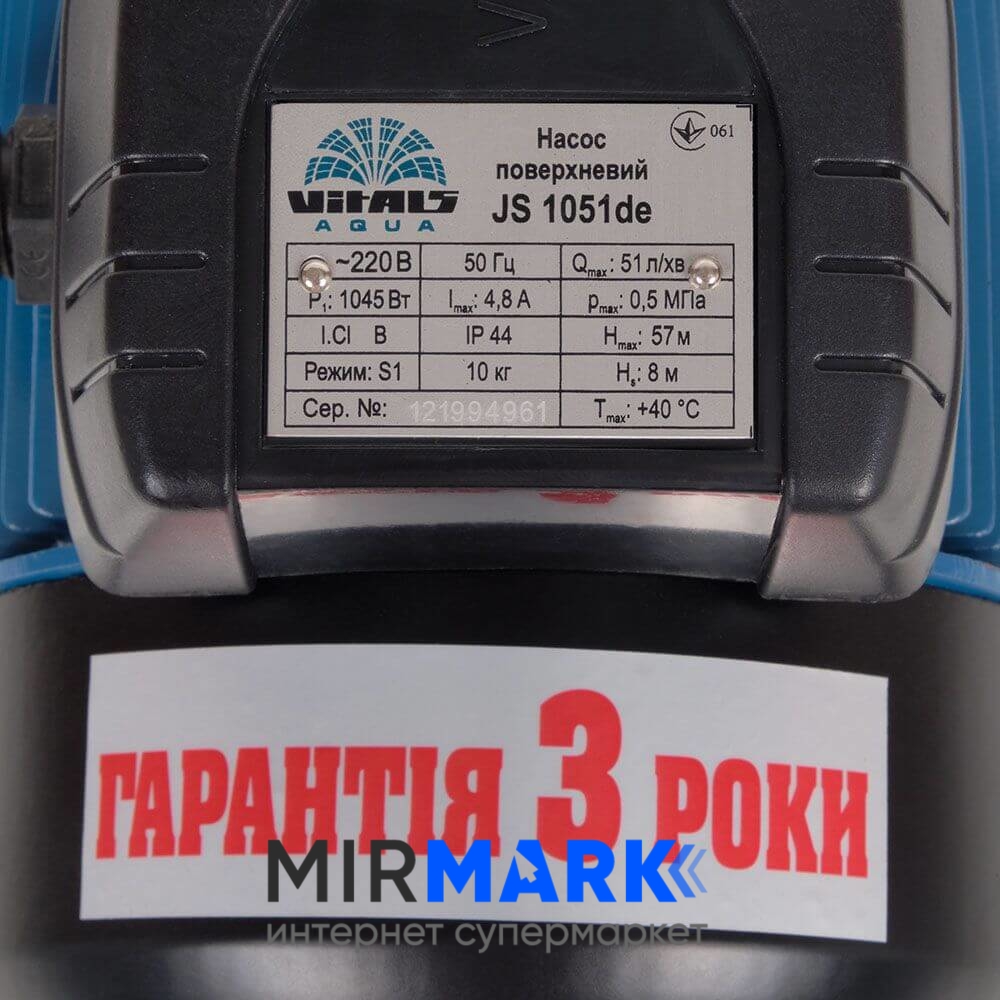 VITALS
AQUA
Насос
поверхневий
JS 1051de
061
~220 В 50 Гц Qmax: 51 л/хв
P1: 1045 Вт Imax: 4,8 А pmax: 0,5 МПа
I.Cl B IP 44 Hmax: 57 м
Режим: S1 10 кг Hs: 8 м
Сер. №: 121994961 Tmax: +40 °C
ГАРАНТІЯ 3 РОКИ
MIRMARK
интернет супермаркет